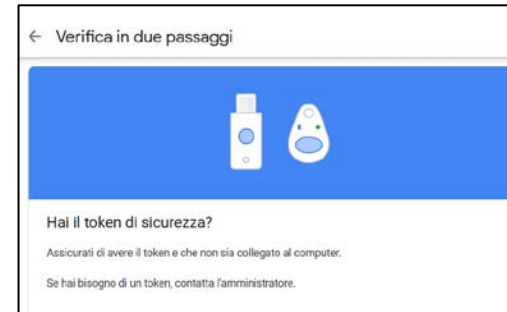 Verifica in due passaggi
Hai il token di sicurezza?
Assicurati di avere il token e che non sia collegato al computer.
Se hai bisogno di un token, contatta l'amministratore.